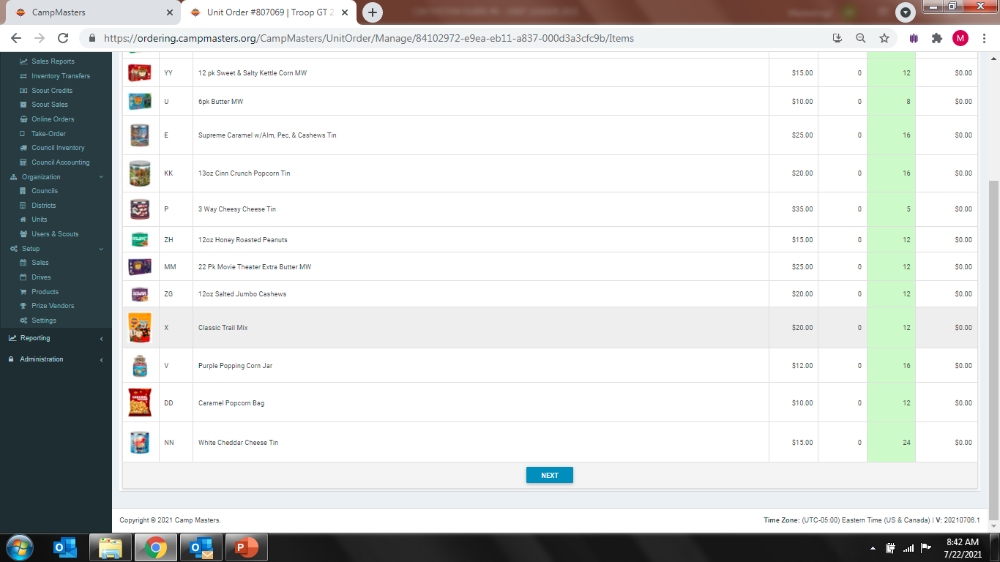 CampMasters
Unit Order #807069 | Troop GT 2
https://ordering.campmasters.org/CampMasters/UnitOrder/Manage/84102972-e9ea-eb11-a837-000d3a3cfc9b/Items
M
Sales Reports
Inventory Transfers
Scout Credits
Scout Sales
Online Orders
Take-Order
Council Inventory
Council Accounting
Organization
Councils
Districts
Units
Users & Scouts
Setup
Sales
Drives
Products
Prize Vendors
Settings
Reporting
Administration
YY 12 pk Sweet & Salty Kettle Corn MW $15.00 0 12 $0.00
U 6pk Butter MW $10.00 0 8 $0.00
E Supreme Caramel w/Alm, Pec, & Cashews Tin $25.00 0 16 $0.00
KK 13oz Cinn Crunch Popcorn Tin $20.00 0 16 $0.00
P 3 Way Cheesy Cheese Tin $35.00 0 5 $0.00
ZH 12oz Honey Roasted Peanuts $15.00 0 12 $0.00
MM 22 Pk Movie Theater Extra Butter MW $25.00 0 12 $0.00
ZG 12oz Salted Jumbo Cashews $20.00 0 12 $0.00
X Classic Trail Mix $20.00 0 12 $0.00
V Purple Popping Corn Jar $12.00 0 16 $0.00
DD Caramel Popcorn Bag $10.00 0 12 $0.00
NN White Cheddar Cheese Tin $15.00 0 24 $0.00
NEXT
Copyright © 2021 Camp Masters.
Time Zone: (UTC-05:00) Eastern Time (US & Canada) | V: 20210706.1
8:42 AM
7/22/2021